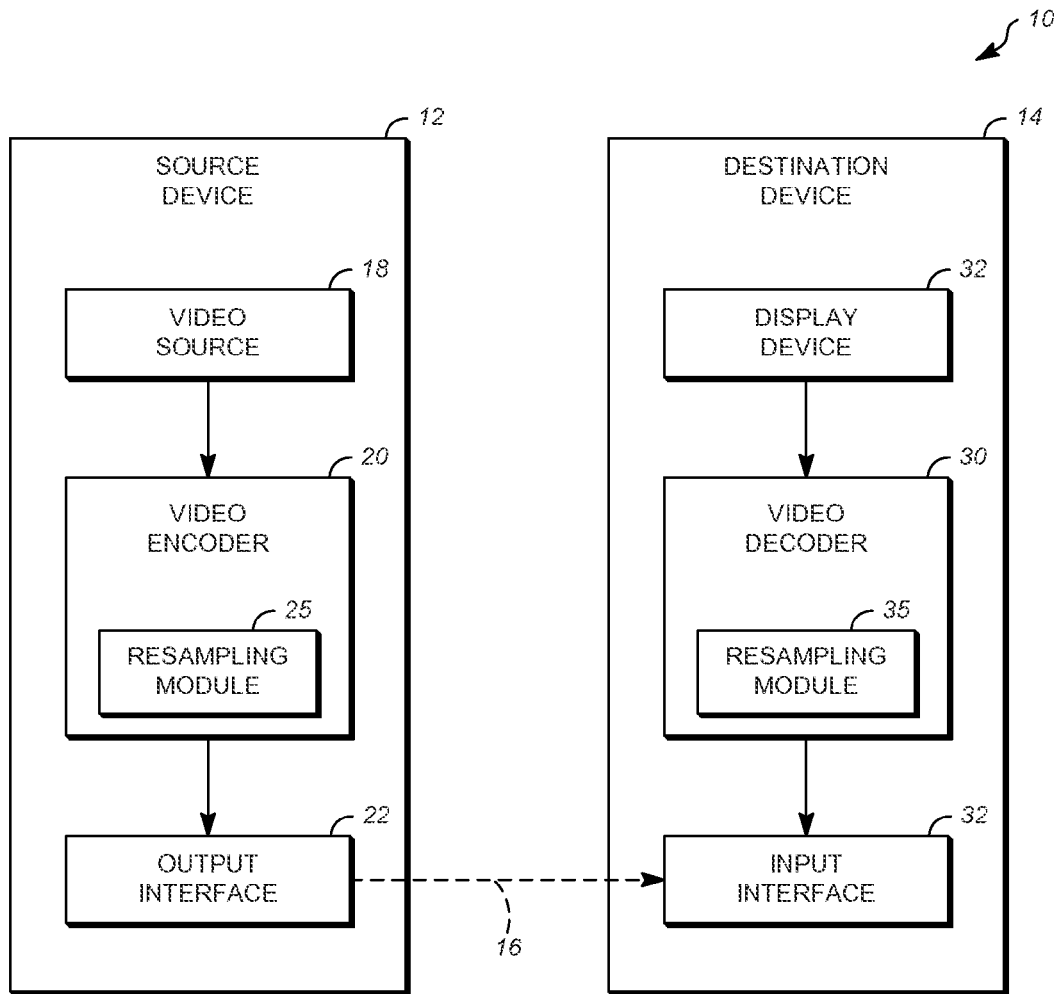 10
12
SOURCE
DEVICE
18
VIDEO
SOURCE
20
VIDEO
ENCODER
25
RESAMPLING
MODULE
22
OUTPUT
INTERFACE
16
14
DESTINATION
DEVICE
32
DISPLAY
DEVICE
30
VIDEO
DECODER
35
RESAMPLING
MODULE
32
INPUT
INTERFACE